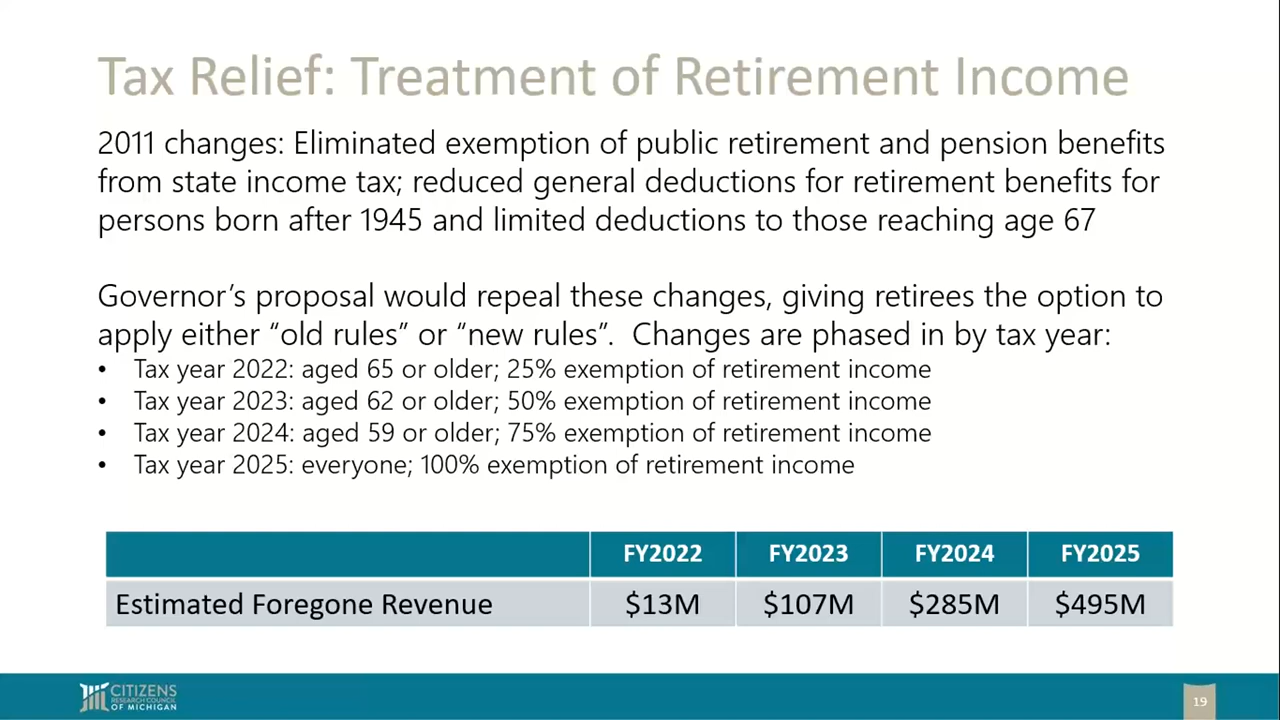 Tax Relief: Treatment of Retirement Income
2011 changes: Eliminated exemption of public retirement and pension benefits
from state income tax; reduced general deductions for retirement benefits for
persons born after 1945 and limited deductions to those reaching age 67
Governor’s proposal would repeal these changes, giving retirees the option to
apply either “old rules” or “new rules”.  Changes are phased in by tax year:
• Tax year 2022: aged 65 or older; 25% exemption of retirement income
• Tax year 2023: aged 62 or older; 50% exemption of retirement income
• Tax year 2024: aged 59 or older; 75% exemption of retirement income
• Tax year 2025: everyone; 100% exemption of retirement income
FY2022 FY2023 FY2024 FY2025
Estimated Foregone Revenue $13M $107M $285M $495M
CITIZENS
RESEARCH COUNCIL
OF MICHIGAN
19